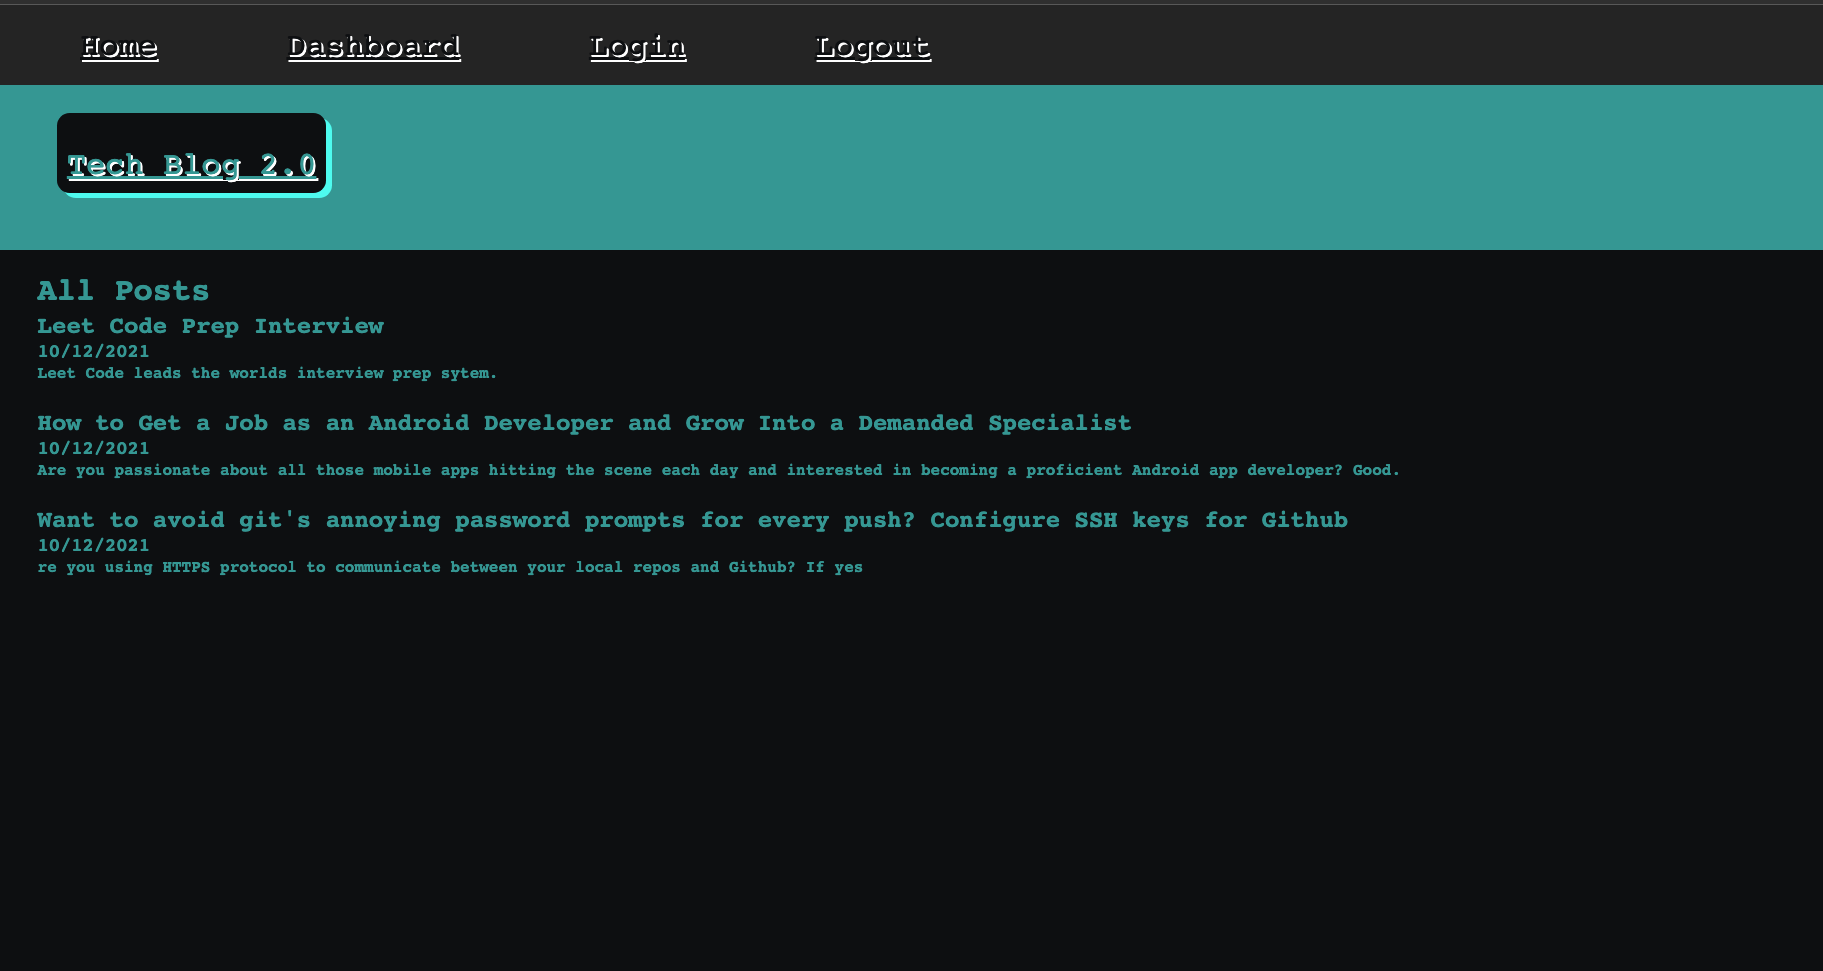 Home Dashboard Login Logout
Tech Blog 2.0
All Posts
Leet Code Prep Interview
10/12/2021
Leet Code leads the worlds interview prep sytem.
How to Get a Job as an Android Developer and Grow Into a Demanded Specialist
10/12/2021
Are you passionate about all those mobile apps hitting the scene each day and interested in becoming a proficient Android app developer? Good.
Want to avoid git's annoying password prompts for every push? Configure SSH keys for Github
10/12/2021
re you using HTTPS protocol to communicate between your local repos and Github? If yes